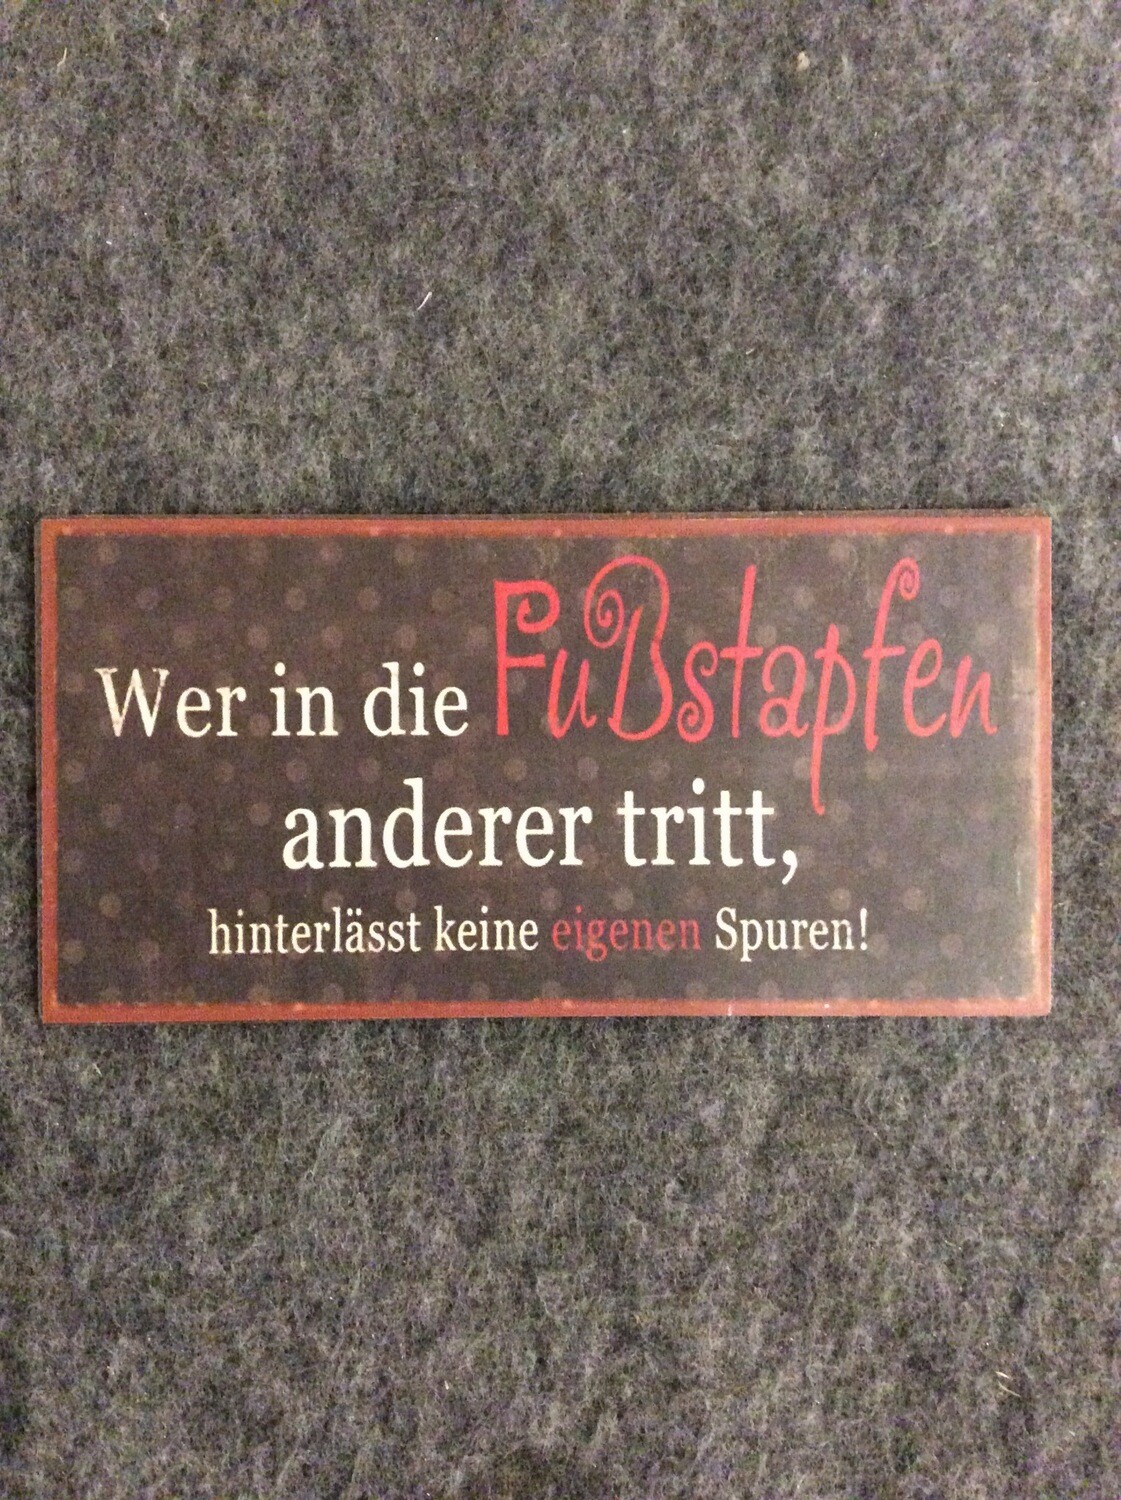 Wer in die Fußstapfen
anderer tritt,
hinterlässt keine eigenen Spuren!